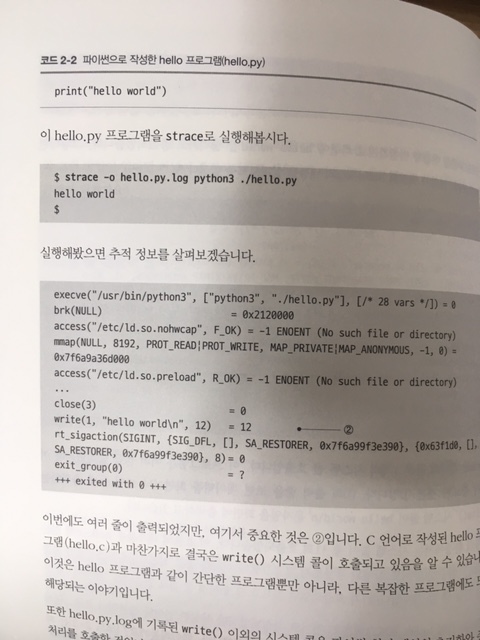 코드 2-2 파이썬으로 작성한 hello 프로그램(hello.py)
print("hello world")
이 hello.py 프로그램을 strace로 실행해봅시다.
$ strace -o hello.py.log python3 ./hello.py
hello world
$
실행해봤으면 추적 정보를 살펴보겠습니다.
execve("/usr/bin/python3", ["python3", "./hello.py"], [/* 28 vars */]) = 0
brk(NULL) = 0x2120000
access("/etc/ld.so.nohwcap", F_OK) = -1 ENOENT (No such file or directory)
mmap(NULL, 8192, PROT_READ|PROT_WRITE, MAP_PRIVATE|MAP_ANONYMOUS, -1, 0) =
0x7f6a9a36d000
access("/etc/ld.so.preload", R_OK) = -1 ENOENT (No such file or directory)
...
close(3) = 0
write(1, "hello world\n", 12) = 12 ②
rt_sigaction(SIGINT, {SIG_DFL, [], SA_RESTORER, 0x7f6a99f3e390}, {0x63f1d0, [],
SA_RESTORER, 0x7f6a99f3e390}, 8)= 0
exit_group(0) = ?
+++ exited with 0 +++
이번에도 여러 줄이 출력되었지만, 여기서 중요한 것은 ②입니다. C 언어로 작성된 hello 프
그램(hello.c)과 마찬가지로 결국은 write() 시스템 콜이 호출되고 있음을 알 수 있습니
이것은 hello 프로그램과 같이 간단한 프로그램뿐만 아니라, 다른 복잡한 프로그램에도
해당되는 이야기입니다.
또한 hello.py.log에 기록된 write() 이외의 시스템 콜은
처리를 호출한